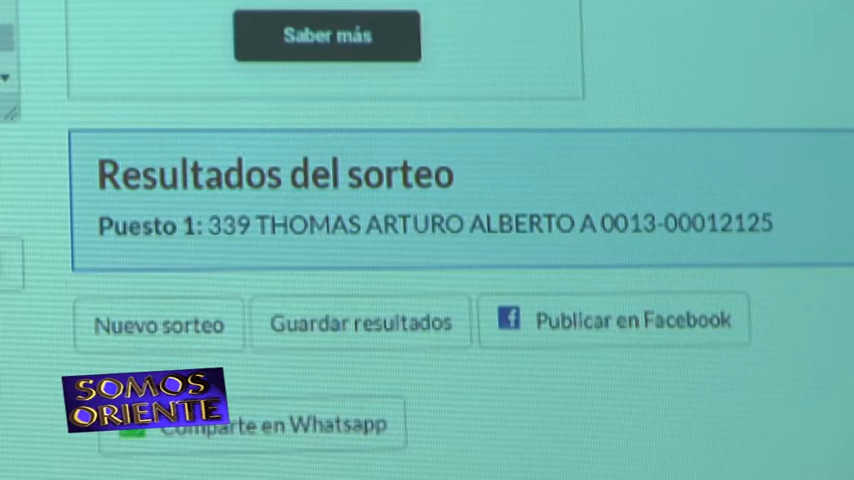 Saber más
Resultados del sorteo
Puesto 1: 339 THOMAS ARTURO ALBERTO A 0013-00012125
Nuevo sorteo
Guardar resultados
Publicar en Facebook
SOMOS
ORIENTE
Comparte en Whatsapp